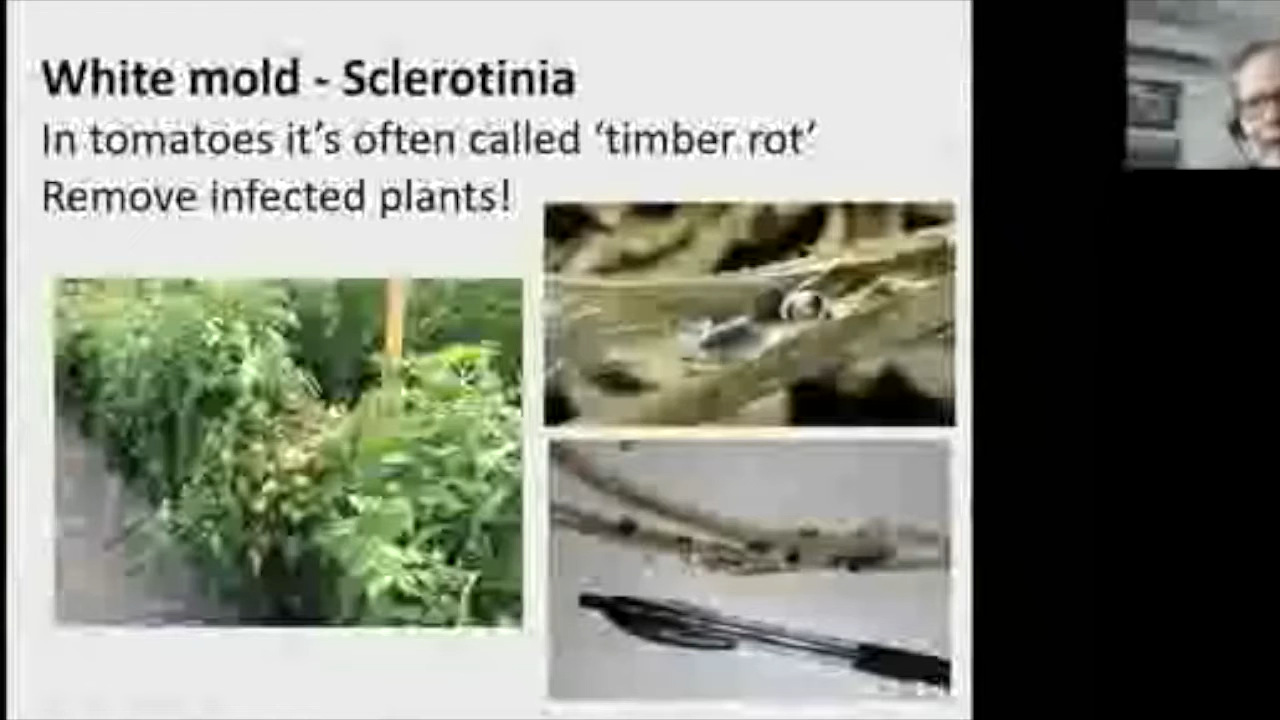 White mold - Sclerotinia
In tomatoes it's often called 'timber rot'
Remove infected plants!